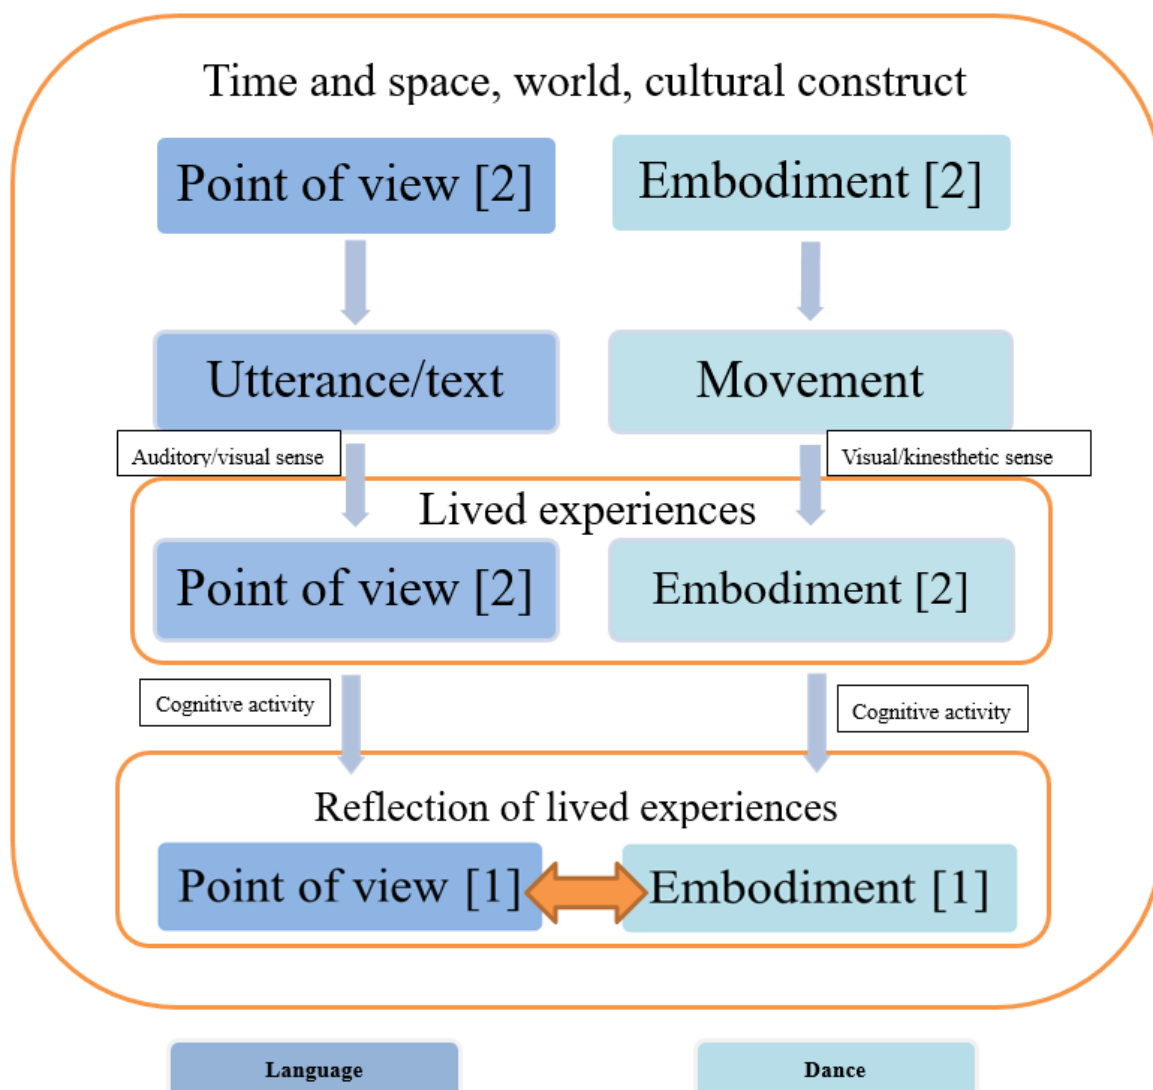 Time and space, world, cultural construct
Point of view [2]
Embodiment [2]
Utterance/text
Movement
Auditory/visual sense
Visual/kinesthetic sense
Lived experiences
Point of view [2]
Embodiment [2]
Cognitive activity
Cognitive activity
Reflection of lived experiences
Point of view [1]
Embodiment [1]
Language
Dance